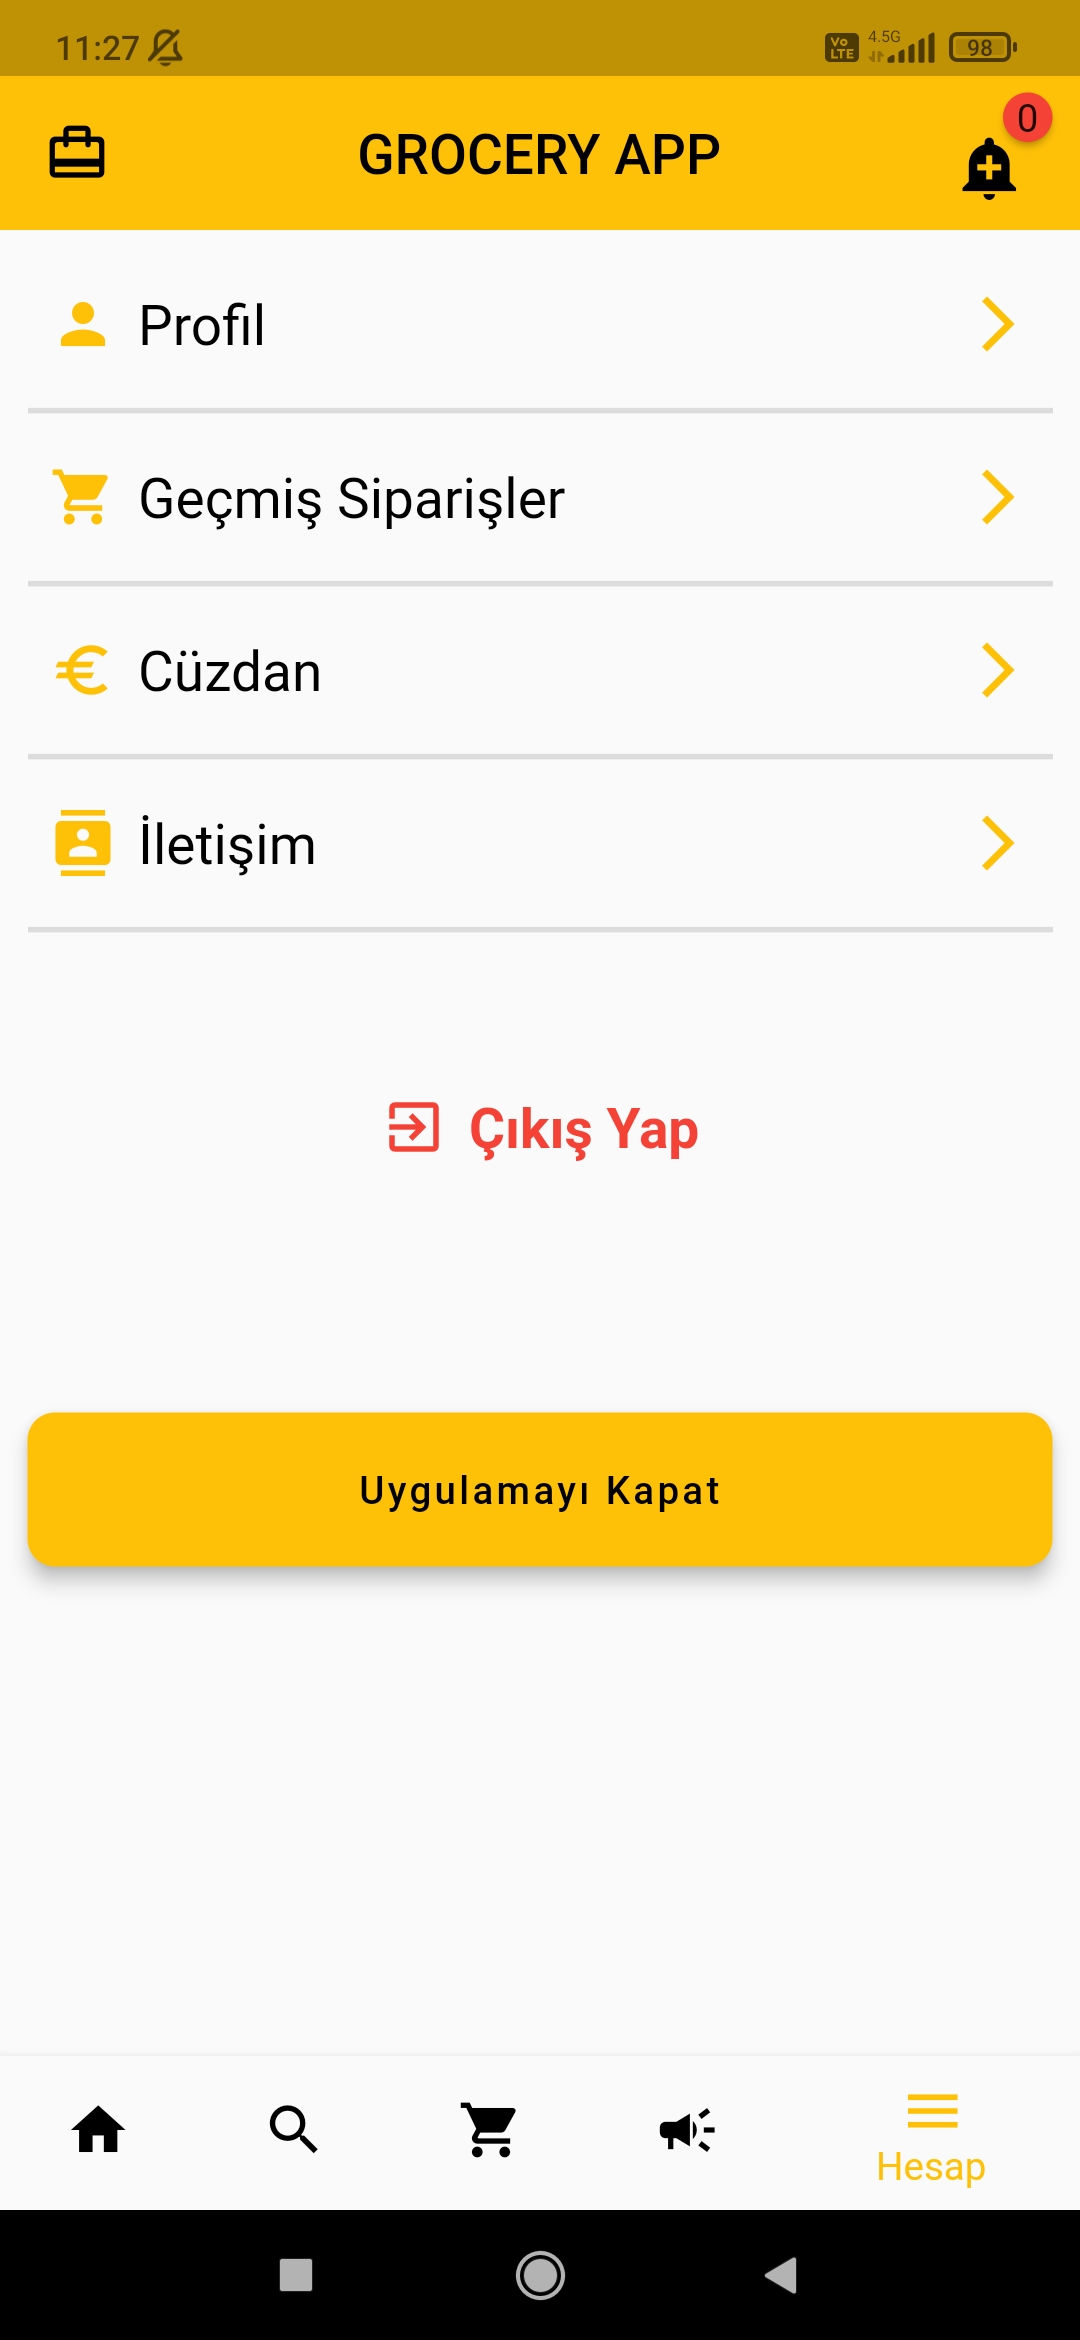 11:27
Vo LTE 4.5G 98
GROCERY APP
0
Profil
Geçmiş Siparişler
Cüzdan
İletişim
Çıkış Yap
Uygulamayı Kapat
Hesap